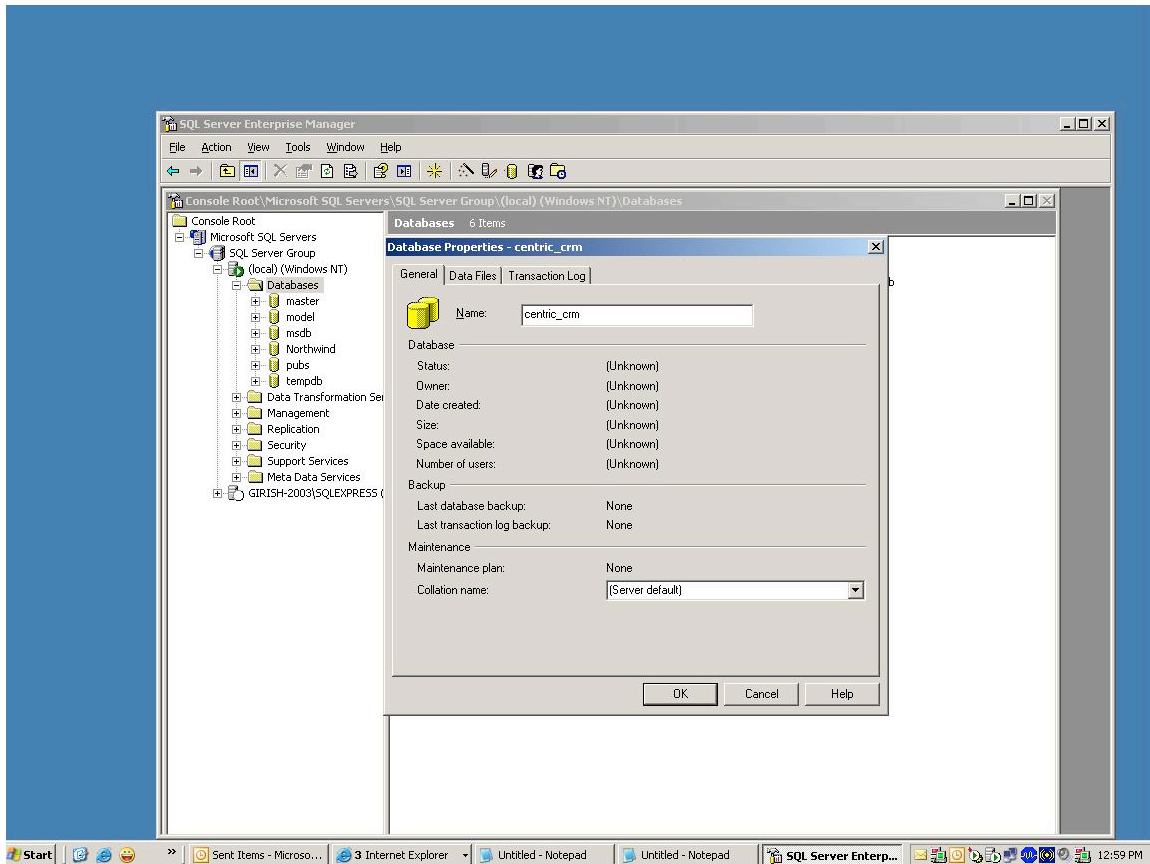 SQL Server Enterprise Manager
File Action View Tools Window Help
Console Root\Microsoft SQL Servers\SQL Server Group\(local) (Windows NT)\Databases
Console Root
Microsoft SQL Servers
SQL Server Group
(local) (Windows NT)
Databases
master
model
msdb
Northwind
pubs
tempdb
Data Transformation Ser
Management
Replication
Security
Support Services
Meta Data Services
GIRISH-2003\SQLEXPRESS (
Databases 6 Items
b
Database Properties - centric_crm
General Data Files Transaction Log
Name: centric_crm
Database
Status: (Unknown)
Owner: (Unknown)
Date created: (Unknown)
Size: (Unknown)
Space available: (Unknown)
Number of users: (Unknown)
Backup
Last database backup: None
Last transaction log backup: None
Maintenance
Maintenance plan: None
Collation name: (Server default)
OK Cancel Help
Start » Sent Items - Microso... 3 Internet Explorer Untitled - Notepad Untitled - Notepad SQL Server Enterp... 12:59 PM